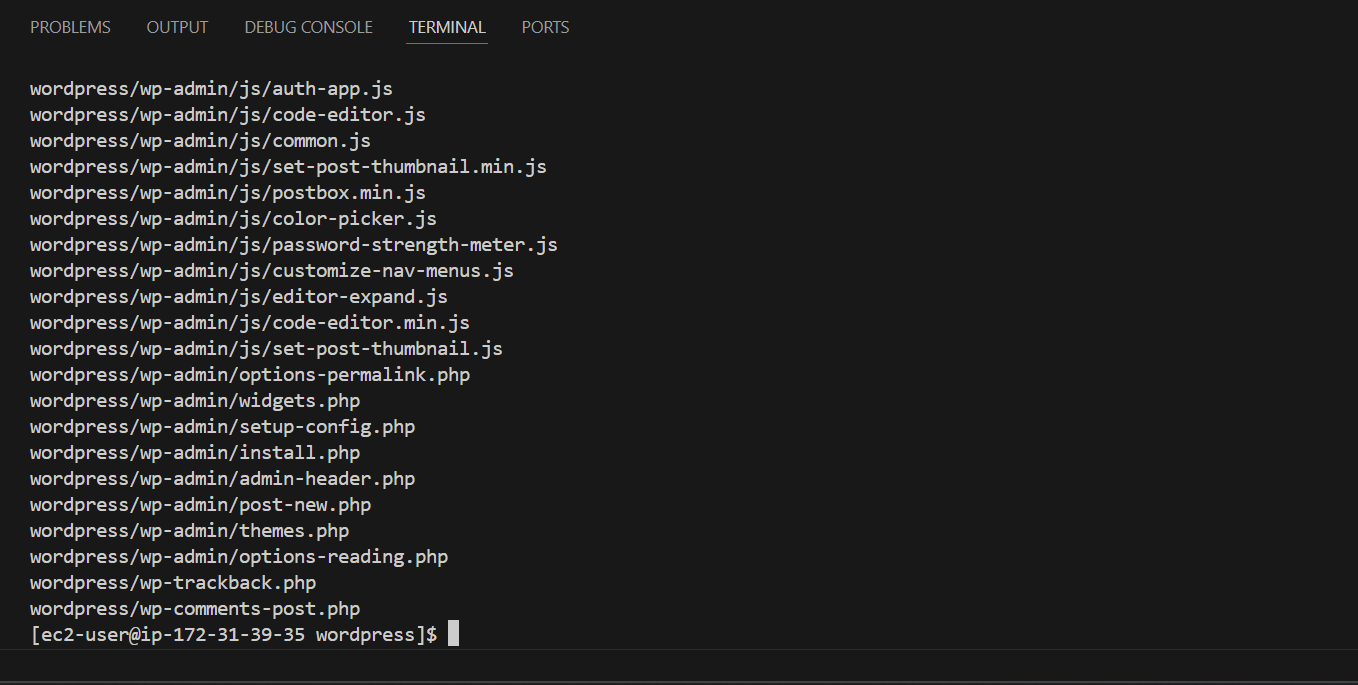 PROBLEMS OUTPUT DEBUG CONSOLE TERMINAL PORTS
wordpress/wp-admin/js/auth-app.js
wordpress/wp-admin/js/code-editor.js
wordpress/wp-admin/js/common.js
wordpress/wp-admin/js/set-post-thumbnail.min.js
wordpress/wp-admin/js/postbox.min.js
wordpress/wp-admin/js/color-picker.js
wordpress/wp-admin/js/password-strength-meter.js
wordpress/wp-admin/js/customize-nav-menus.js
wordpress/wp-admin/js/editor-expand.js
wordpress/wp-admin/js/code-editor.min.js
wordpress/wp-admin/js/set-post-thumbnail.js
wordpress/wp-admin/options-permalink.php
wordpress/wp-admin/widgets.php
wordpress/wp-admin/setup-config.php
wordpress/wp-admin/install.php
wordpress/wp-admin/admin-header.php
wordpress/wp-admin/post-new.php
wordpress/wp-admin/themes.php
wordpress/wp-admin/options-reading.php
wordpress/wp-trackback.php
wordpress/wp-comments-post.php
[ec2-user@ip-172-31-39-35 wordpress]$